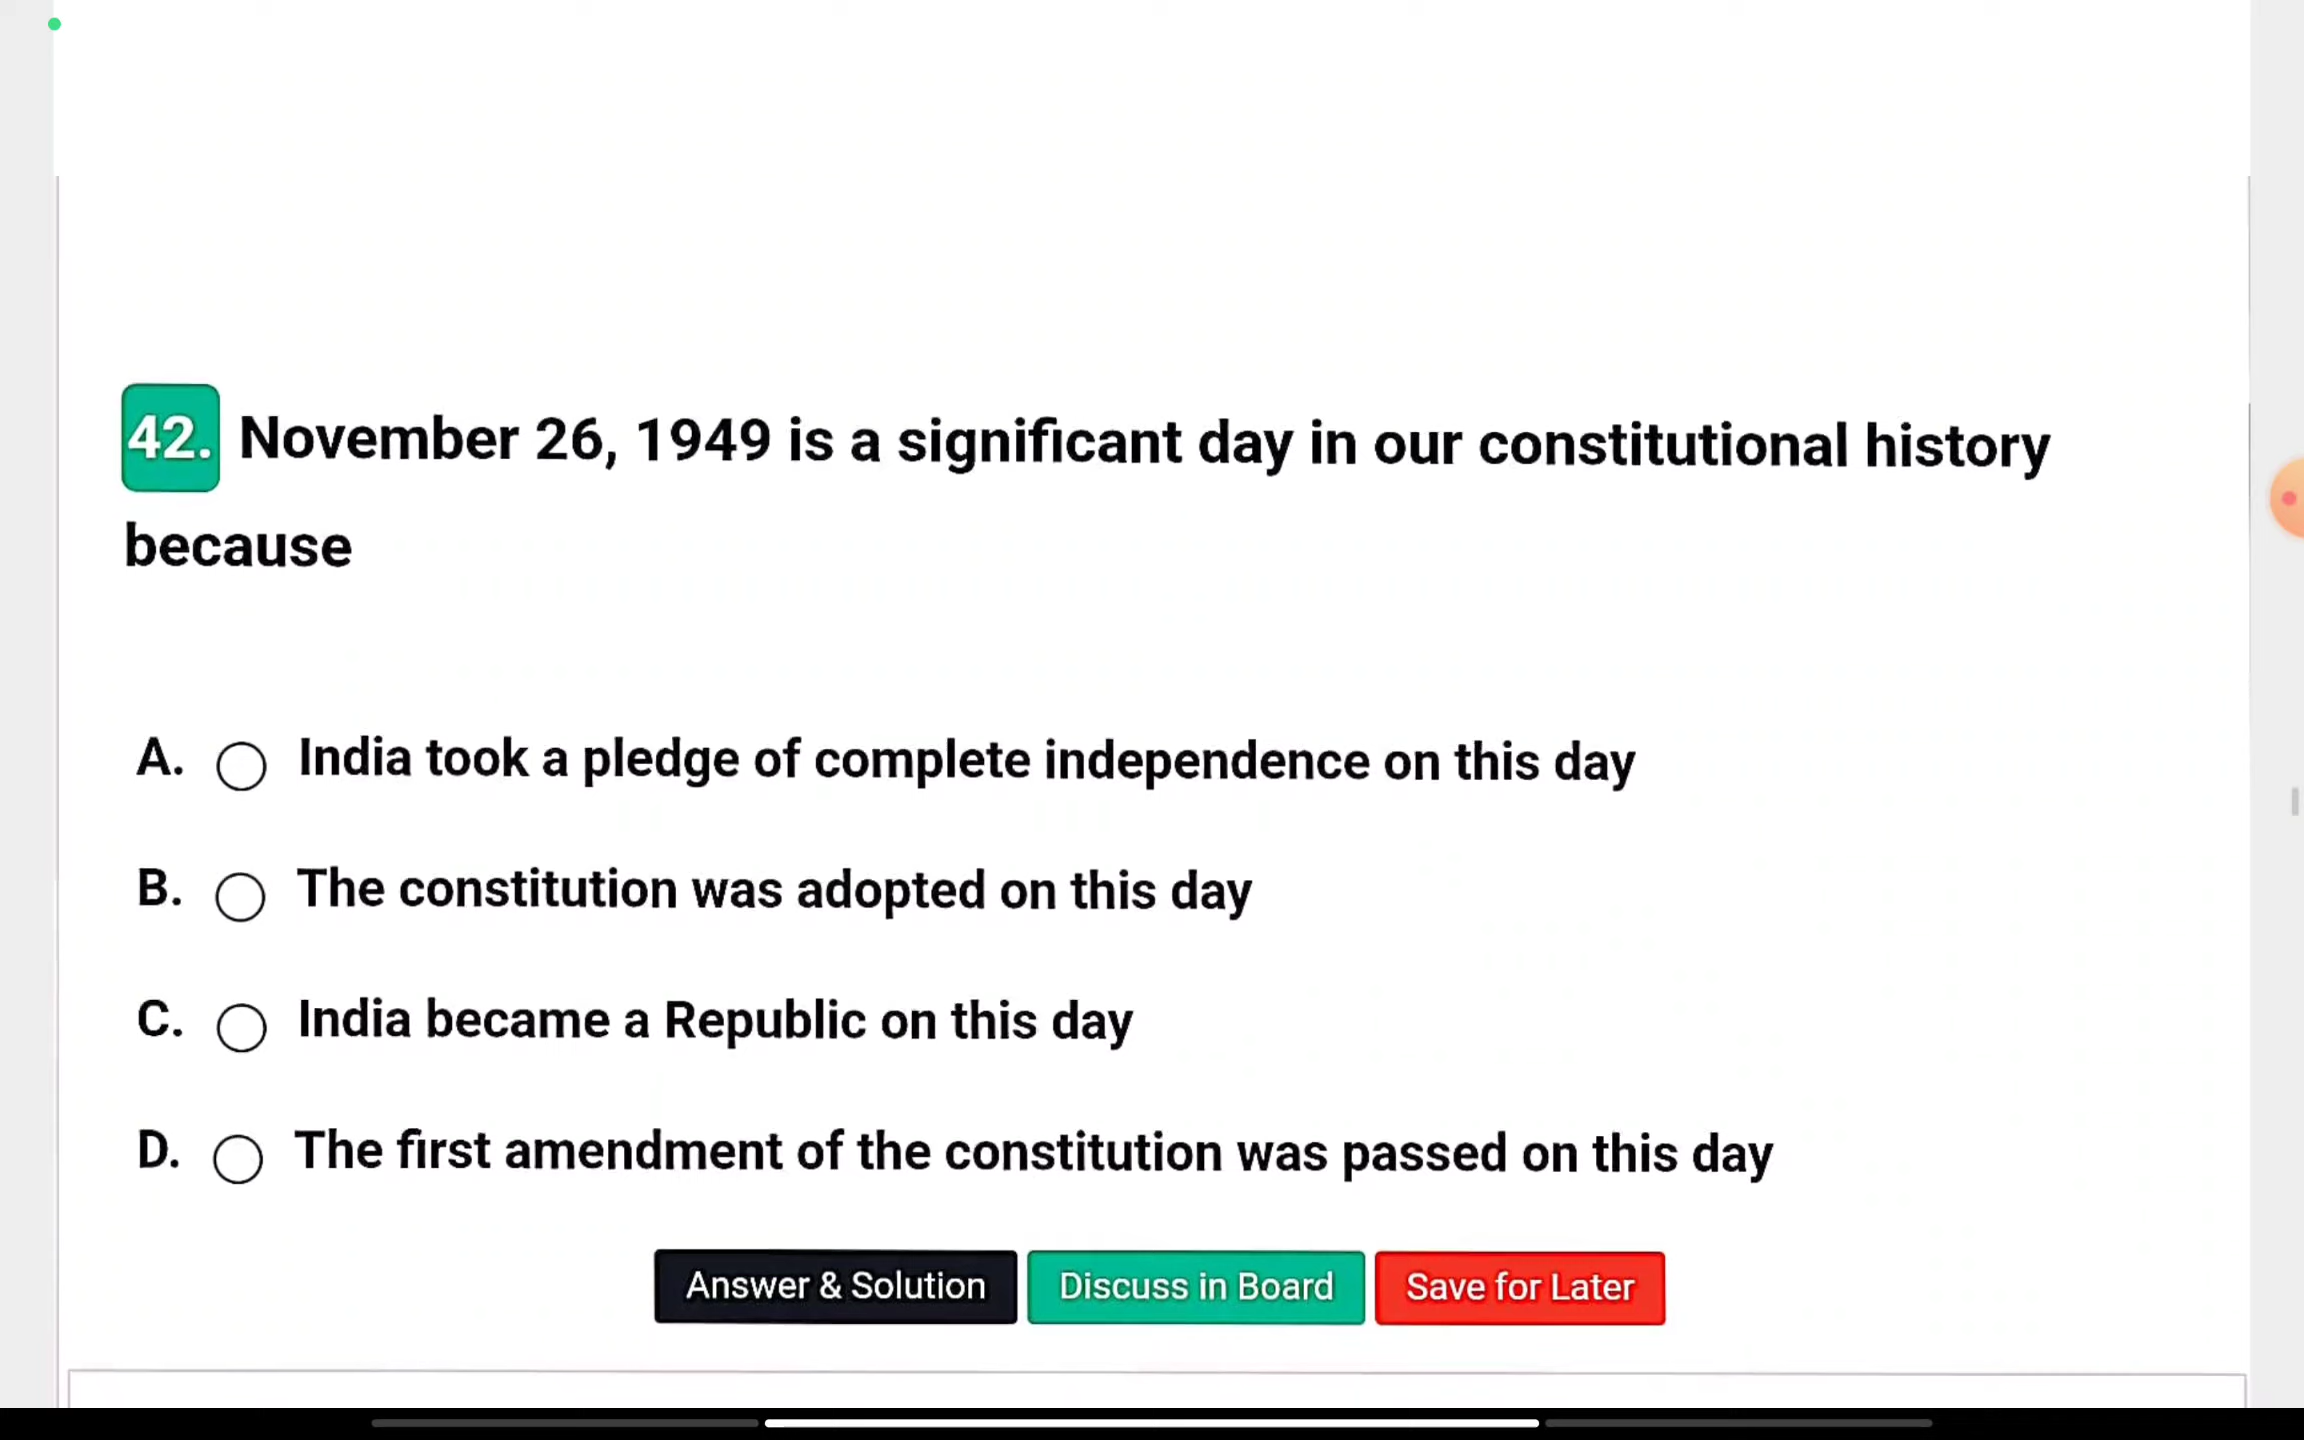 42. November 26, 1949 is a significant day in our constitutional history
because
A. India took a pledge of complete independence on this day
B. The constitution was adopted on this day
C. India became a Republic on this day
D. The first amendment of the constitution was passed on this day
Answer & Solution Discuss in Board Save for Later